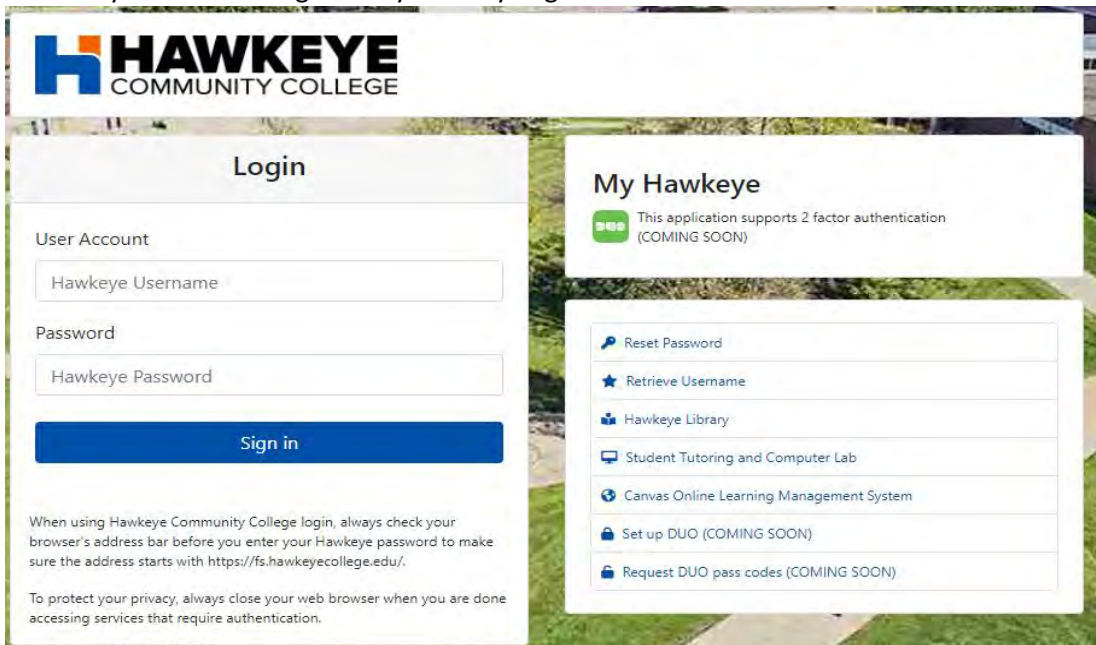 HAWKEYE
COMMUNITY COLLEGE
Login
User Account
Hawkeye Username
Password
Hawkeye Password
Sign in
When using Hawkeye Community College login, always check your
browser's address bar before you enter your Hawkeye password to make
sure the address starts with https://fs.hawkeyecollege.edu/.
To protect your privacy, always close your web browser when you are done
accessing services that require authentication.
My Hawkeye
This application supports 2 factor authentication
(COMING SOON)
Reset Password
Retrieve Username
Hawkeye Library
Student Tutoring and Computer Lab
Canvas Online Learning Management System
Set up DUO (COMING SOON)
Request DUO pass codes (COMING SOON)